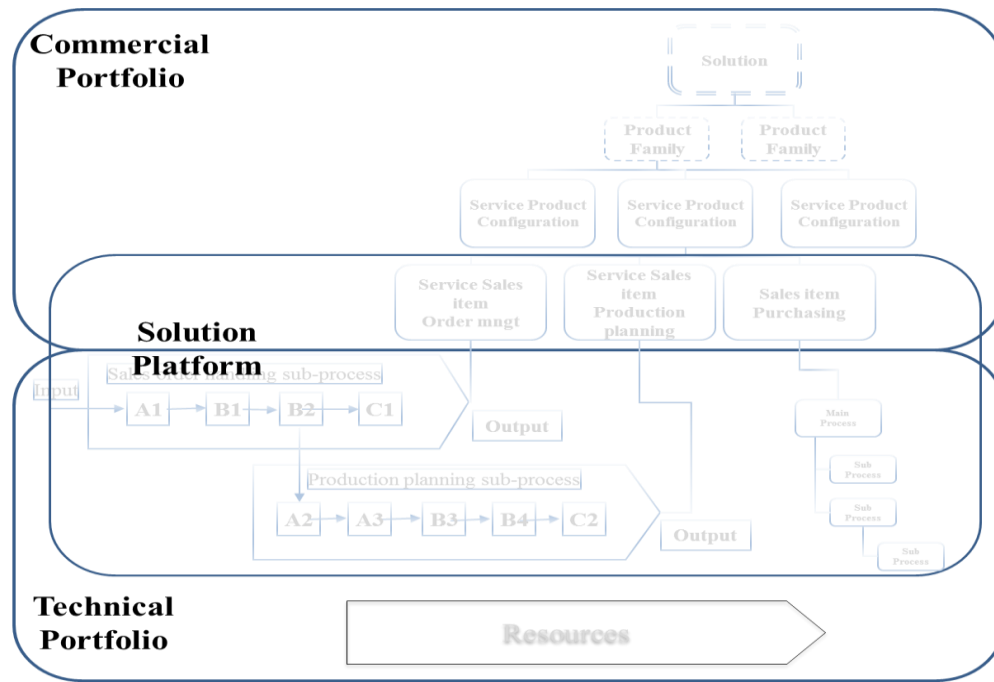 Commercial
Portfolio
Solution
Product
Family
Product
Family
Service Product
Configuration
Service Product
Configuration
Service Product
Configuration
Service Sales
item
Order mngt
Service Sales
item
Production
planning
Sales item
Purchasing
Solution
Platform
Sales order handling sub-process
Input
A1
B1
B2
C1
Output
Main
Process
Sub
Process
Sub
Process
Sub
Process
Production planning sub-process
A2
A3
B3
B4
C2
Output
Technical
Portfolio
Resources